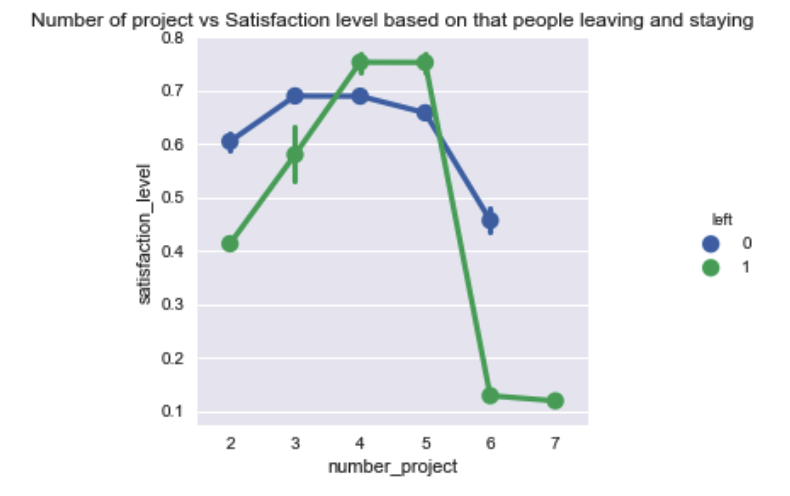 Number of project vs Satisfaction level based on that people leaving and staying
0.8
0.7
0.6
0.5
0.4
0.3
0.2
0.1
satisfaction_level
2 3 4 5 6 7
number_project
left
0
1